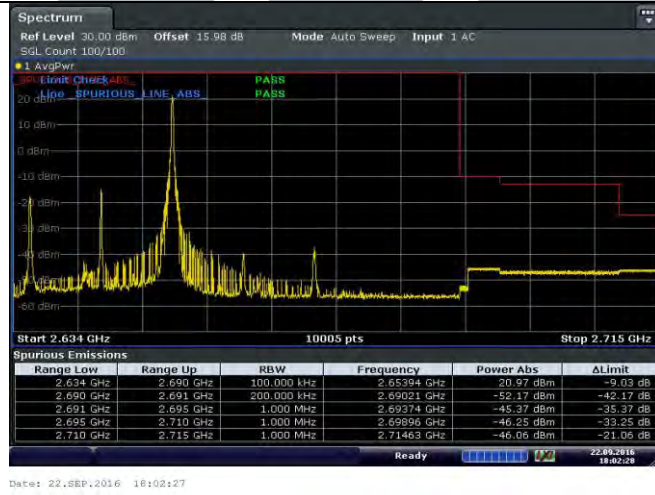 Spectrum
Ref Level 30.00 dBm Offset 15.98 dB Mode Auto Sweep Input 1 AC
SGL Count 100/100
1 AvgPwr
Limit Check PASS
20 dBm Line _SPURIOUS_LINE_ABS_ PASS
10 dBm
0 dBm
-10 dBm
-20 dBm
-30 dBm
-40 dBm
-60 dBm
Start 2.634 GHz 10005 pts Stop 2.715 GHz
Spurious Emissions
Range Low Range Up RBW Frequency Power Abs ΔLimit
2.634 GHz 2.690 GHz 100.000 kHz 2.65394 GHz 20.97 dBm -9.03 dB
2.690 GHz 2.691 GHz 200.000 kHz 2.69021 GHz -52.17 dBm -42.17 dB
2.691 GHz 2.695 GHz 1.000 MHz 2.69374 GHz -45.37 dBm -35.37 dB
2.695 GHz 2.710 GHz 1.000 MHz 2.69896 GHz -46.25 dBm -33.25 dB
2.710 GHz 2.715 GHz 1.000 MHz 2.71463 GHz -46.06 dBm -21.06 dB
Ready 22.09.2016
18:02:28
Date: 22.SEP.2016 18:02:27